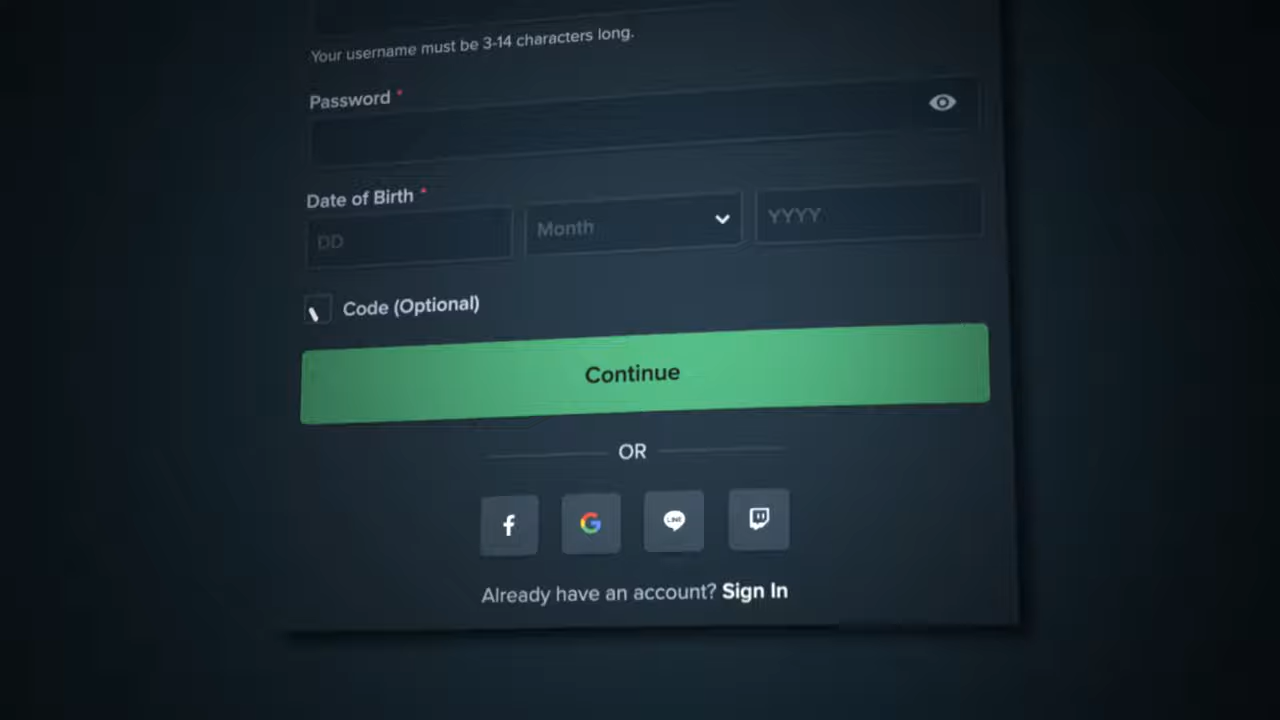 Your username must be 3-14 characters long.
Password *
Date of Birth *
DD Month YYYY
Code (Optional)
Continue
OR
f G LINE
Already have an account? Sign In